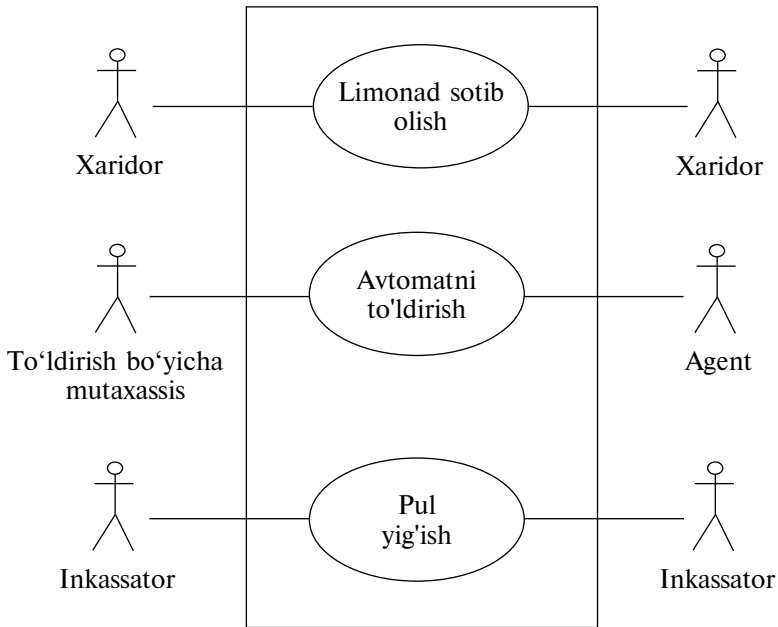 Limonad sotib
olish
Xaridor
Xaridor
Avtomatni
to'ldirish
To‘ldirish bo‘yicha
mutaxassis
Agent
Pul
yig'ish
Inkassator
Inkassator